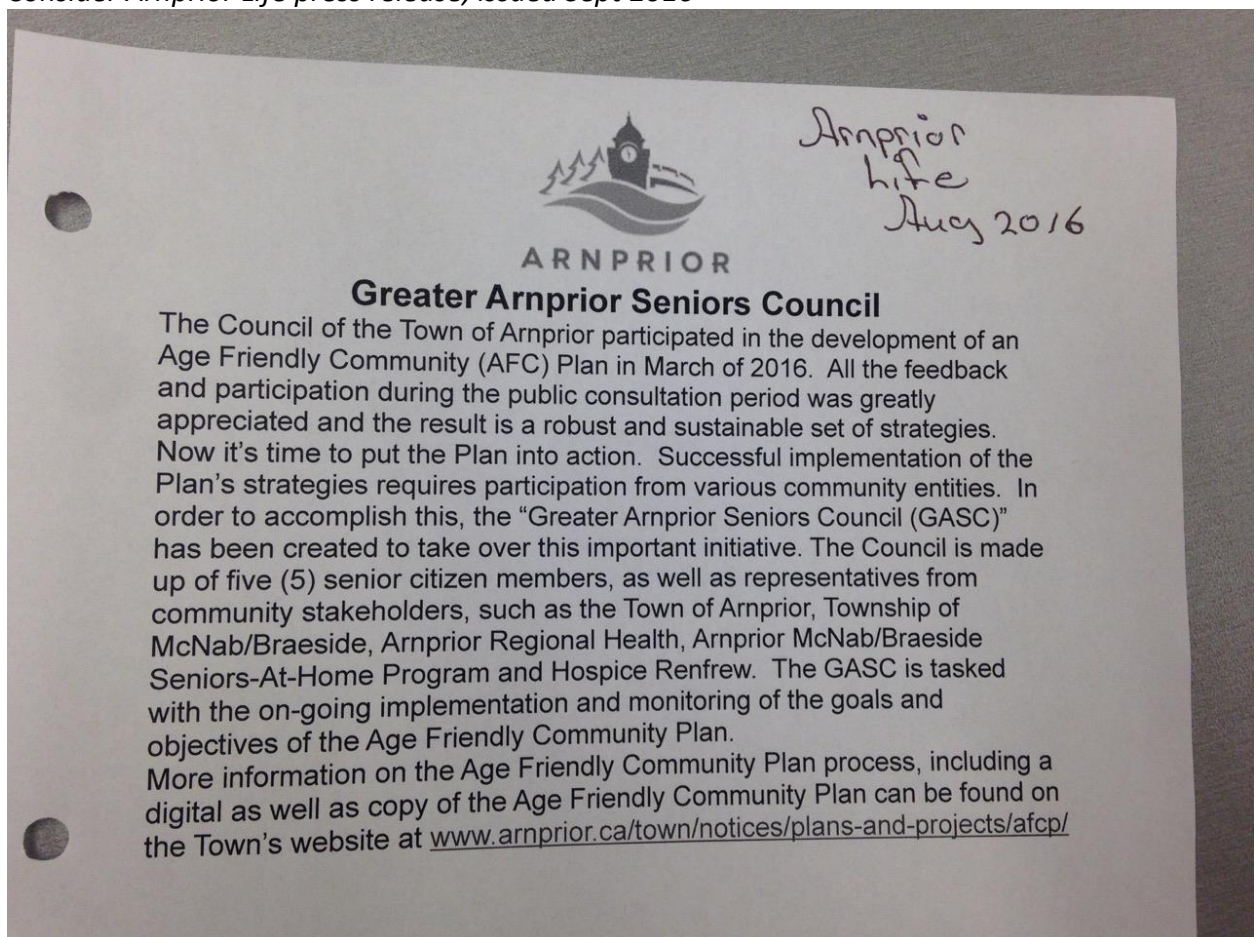 Consider Arnprior Life press release, issued Sept 2016
Arnprior
Life
Aug 2016
ARNPRIOR
Greater Arnprior Seniors Council
The Council of the Town of Arnprior participated in the development of an
Age Friendly Community (AFC) Plan in March of 2016.  All the feedback
and participation during the public consultation period was greatly
appreciated and the result is a robust and sustainable set of strategies.
Now it's time to put the Plan into action.  Successful implementation of the
Plan's strategies requires participation from various community entities.  In
order to accomplish this, the “Greater Arnprior Seniors Council (GASC)”
has been created to take over this important initiative. The Council is made
up of five (5) senior citizen members, as well as representatives from
community stakeholders, such as the Town of Arnprior, Township of
McNab/Braeside, Arnprior Regional Health, Arnprior McNab/Braeside
Seniors-At-Home Program and Hospice Renfrew.  The GASC is tasked
with the on-going implementation and monitoring of the goals and
objectives of the Age Friendly Community Plan.
More information on the Age Friendly Community Plan process, including a
digital as well as copy of the Age Friendly Community Plan can be found on
the Town's website at www.arnprior.ca/town/notices/plans-and-projects/afcp/